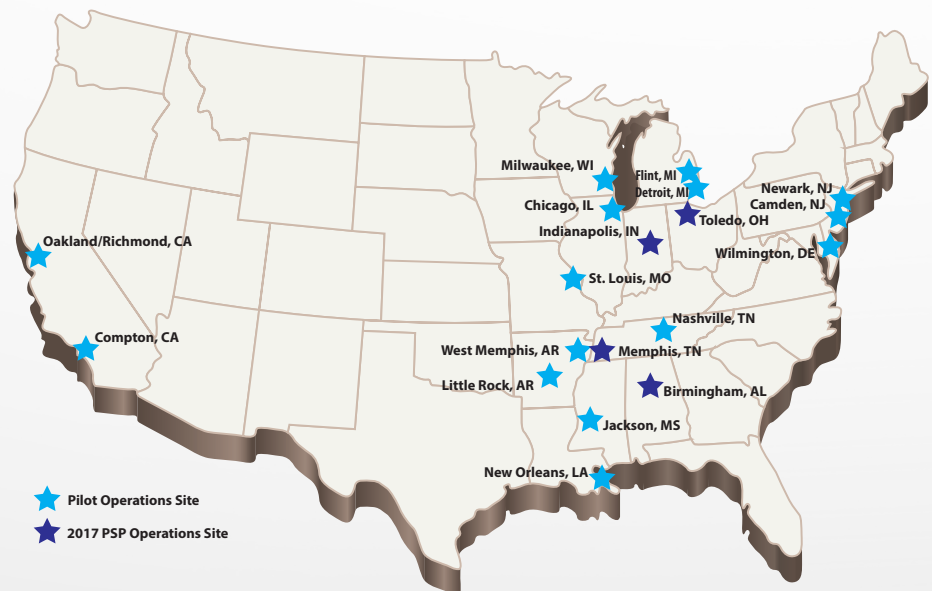 Milwaukee, WI
Flint, MI
Detroit, MI
Newark, NJ
Camden, NJ
Chicago, IL
Toledo, OH
Indianapolis, IN
Oakland/Richmond, CA
Wilmington, DE
St. Louis, MO
Nashville, TN
Compton, CA
West Memphis, AR
Memphis, TN
Little Rock, AR
Birmingham, AL
Jackson, MS
New Orleans, LA
Pilot Operations Site
2017 PSP Operations Site